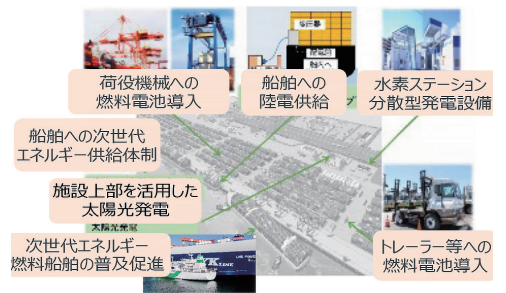 荷役機械への
燃料電池導入
船舶への
陸電供給
水素ステーション
分散型発電設備
船舶への次世代
エネルギー供給体制
施設上部を活用した
太陽光発電
太陽光発電
次世代エネルギー
燃料船舶の普及促進
トレーラー等への
燃料電池導入